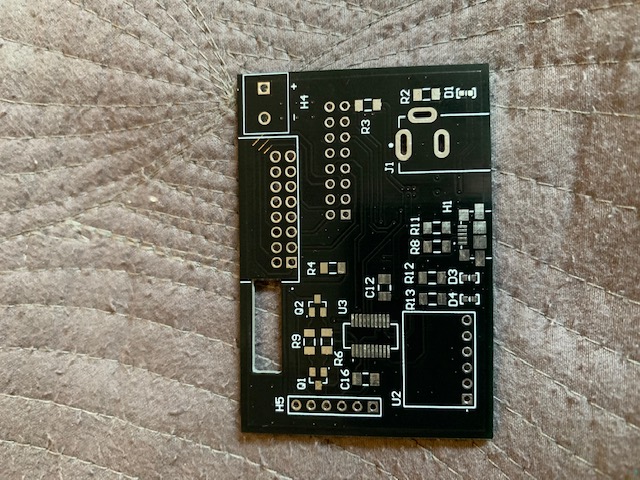 H5
Q1
R9
Q2
R4
- +
H4
R6
U3
C16
R3
C12
U2
J1
R13 R12
R8 R11
R2
D4 D3
H1
D1